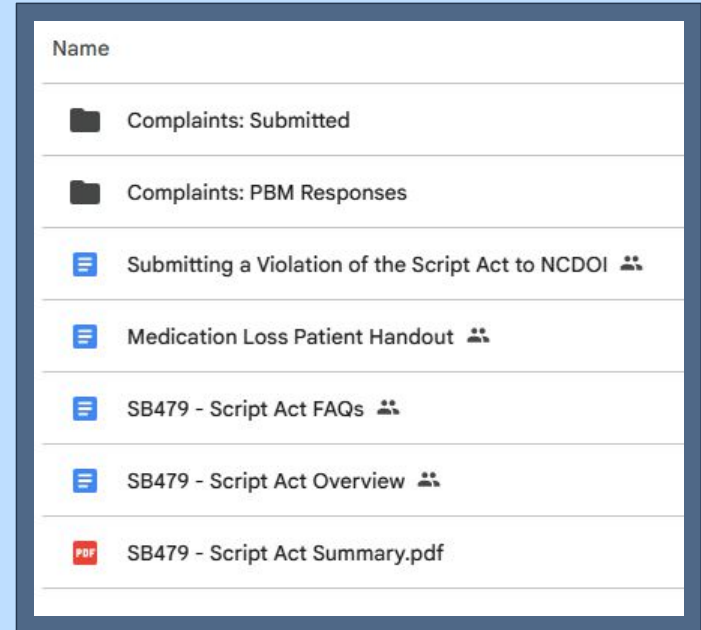 Name
Complaints: Submitted
Complaints: PBM Responses
Submitting a Violation of the Script Act to NCDOI
Medication Loss Patient Handout
SB479 - Script Act FAQs
SB479 - Script Act Overview
PDF SB479 - Script Act Summary.pdf